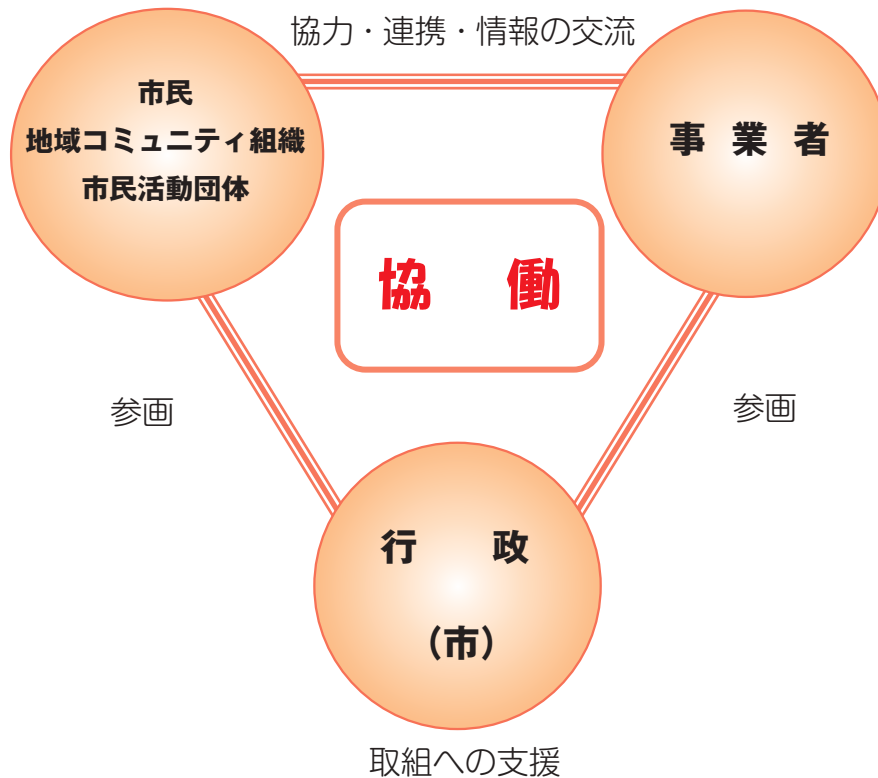 協力・連携・情報の交流
市民
地域コミュニティ組織
市民活動団体
事業者
協働
参画
参画
行政
（市）
取組への支援